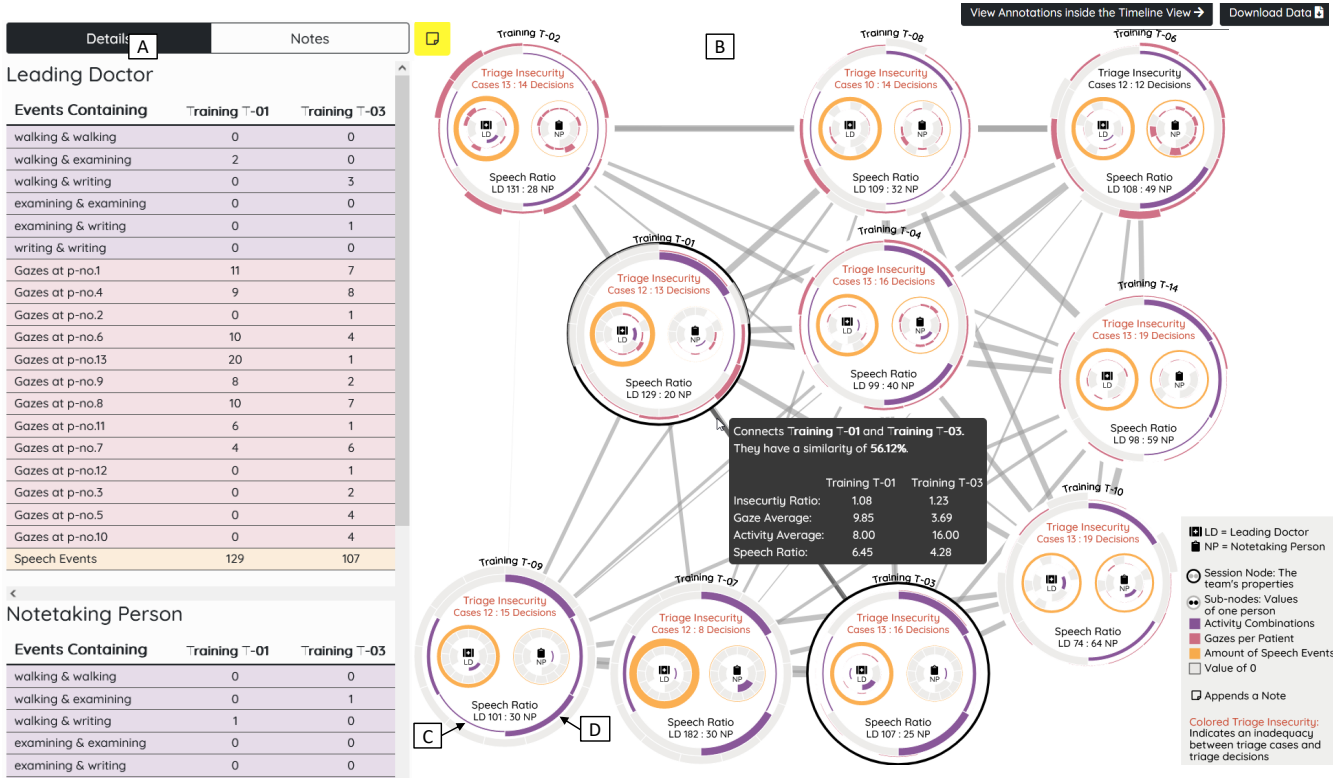 View Annotations inside the Timeline View →
Download Data
Details
Notes
A
B
Leading Doctor
Events Containing Training T-01 Training T-03
walking & walking 0 0
walking & examining 2 0
walking & writing 0 3
examining & examining 0 0
examining & writing 0 1
writing & writing 0 0
Gazes at p-no.1 11 7
Gazes at p-no.4 9 8
Gazes at p-no.2 0 1
Gazes at p-no.6 10 4
Gazes at p-no.13 20 1
Gazes at p-no.9 8 2
Gazes at p-no.8 10 7
Gazes at p-no.11 6 1
Gazes at p-no.7 4 6
Gazes at p-no.12 0 1
Gazes at p-no.3 0 2
Gazes at p-no.5 0 4
Gazes at p-no.10 0 4
Speech Events 129 107
Notetaking Person
Events Containing Training T-01 Training T-03
walking & walking 0 0
walking & examining 0 1
walking & writing 1 0
examining & examining 0 0
examining & writing 0 0
Training T-02
Triage Insecurity
Cases 13 : 14 Decisions
LD
NP
Speech Ratio
LD 131 : 28 NP
Training T-08
Triage Insecurity
Cases 10 : 14 Decisions
LD
NP
Speech Ratio
LD 109 : 32 NP
Training T-06
Triage Insecurity
Cases 12 : 12 Decisions
LD
NP
Speech Ratio
LD 108 : 49 NP
Training T-01
Triage Insecurity
Cases 12 : 13 Decisions
LD
NP
Speech Ratio
LD 129 : 20 NP
Training T-04
Triage Insecurity
Cases 13 : 16 Decisions
LD
NP
Speech Ratio
LD 99 : 40 NP
Training T-14
Triage Insecurity
Cases 13 : 19 Decisions
LD
NP
Speech Ratio
LD 98 : 59 NP
Connects Training T-01 and Training T-03.
They have a similarity of 56.12%.
Training T-01 Training T-03
Insecurtiy Ratio: 1.08 1.23
Gaze Average: 9.85 3.69
Activity Average: 8.00 16.00
Speech Ratio: 6.45 4.28
Training T-10
Triage Insecurity
Cases 13 : 19 Decisions
LD
NP
Speech Ratio
LD 74 : 64 NP
Training T-09
Triage Insecurity
Cases 12 : 15 Decisions
LD
NP
Speech Ratio
LD 101 : 30 NP
C
D
Training T-07
Triage Insecurity
Cases 12 : 8 Decisions
LD
NP
Speech Ratio
LD 182 : 30 NP
Training T-03
Triage Insecurity
Cases 13 : 16 Decisions
LD
NP
Speech Ratio
LD 107 : 25 NP
LD = Leading Doctor
NP = Notetaking Person
Session Node: The
team's properties
Sub-nodes: Values
of one person
Activity Combinations
Gazes per Patient
Amount of Speech Events
Value of 0
Appends a Note
Colored Triage Insecurity:
Indicates an inadequacy
between triage cases and
triage decisions